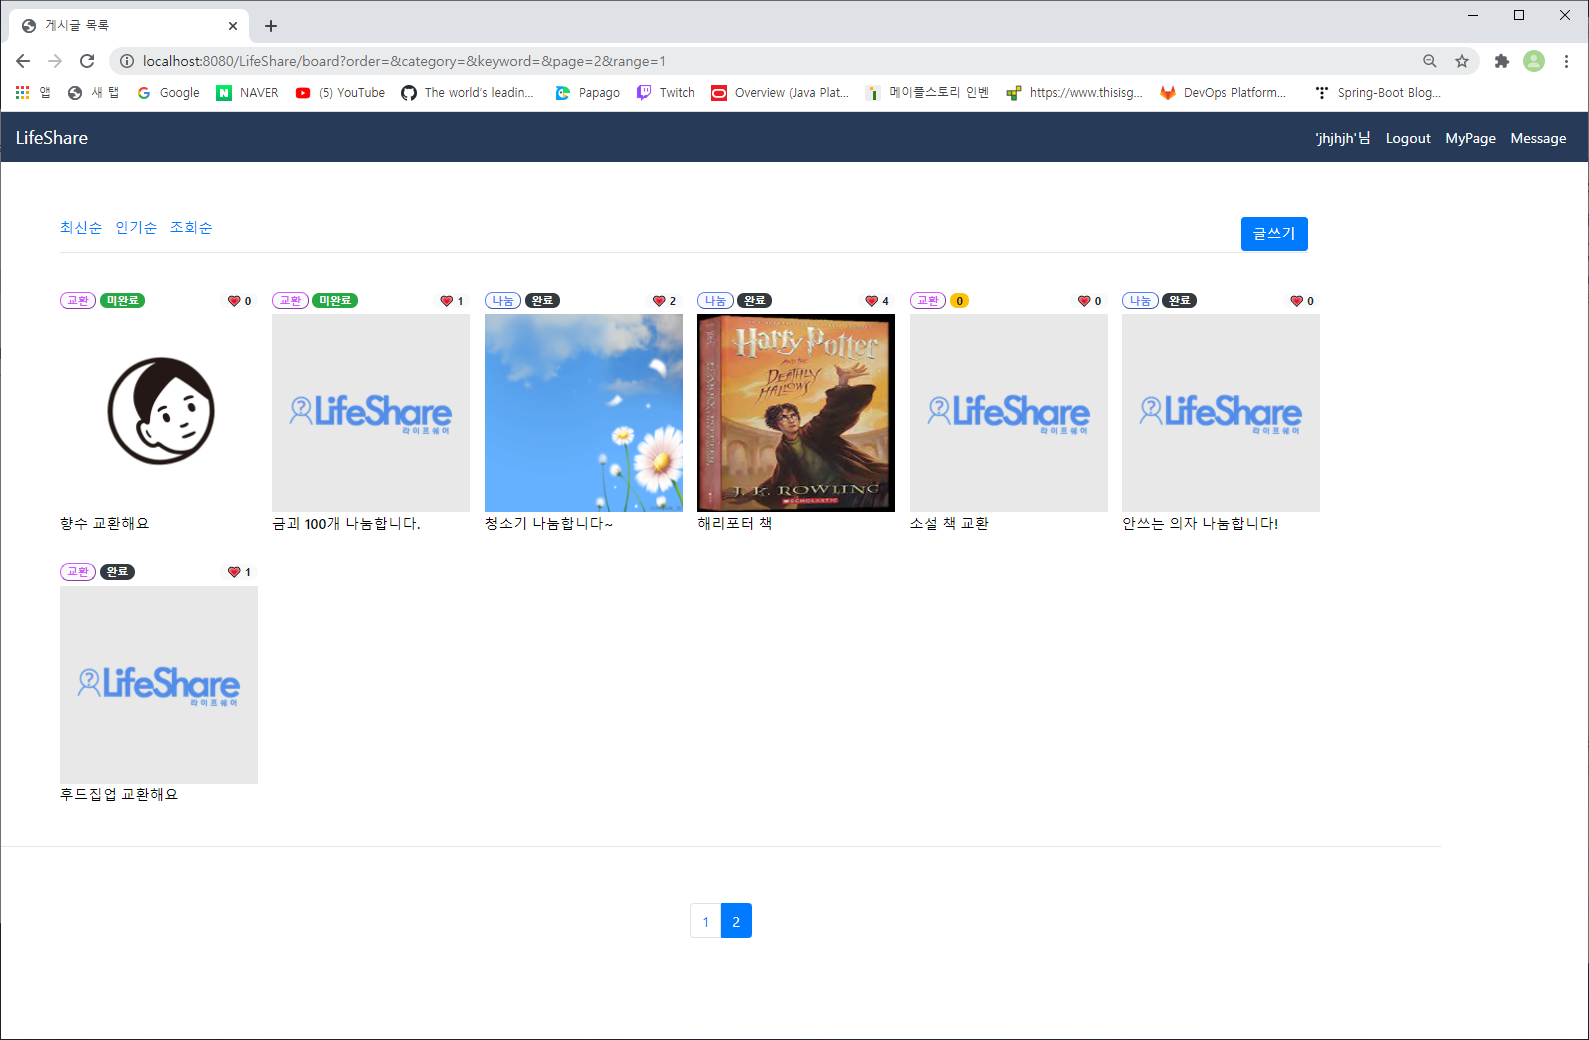 게시글 목록
localhost:8080/LifeShare/board?order=&category=&keyword=&page=2&range=1
앱 새 탭 Google NAVER (5) YouTube The world's leadin... Papago Twitch Overview (Java Plat... 메이플스토리 인벤 https://www.thisisg... DevOps Platform... Spring-Boot Blog...
LifeShare 'jhjhjh'님 Logout MyPage Message
최신순 인기순 조회순 글쓰기
교환 미완료 0 교환 미완료 1 나눔 완료 2 나눔 완료 4 교환 0 0 나눔 완료 0
LifeShare
라이프쉐어
Harry Potter
AND THE
DEATHLY
HALLOWS
J. K. ROWLING
SCHOLASTIC
LifeShare
라이프쉐어
LifeShare
라이프쉐어
향수 교환해요 금괴 100개 나눔합니다. 청소기 나눔합니다~ 해리포터 책 소설 책 교환 안쓰는 의자 나눔합니다!
교환 완료 1
LifeShare
라이프쉐어
후드집업 교환해요
1 2